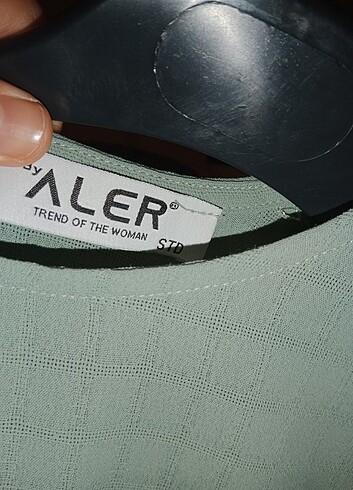 By
ALER®
TREND OF THE WOMAN
STD